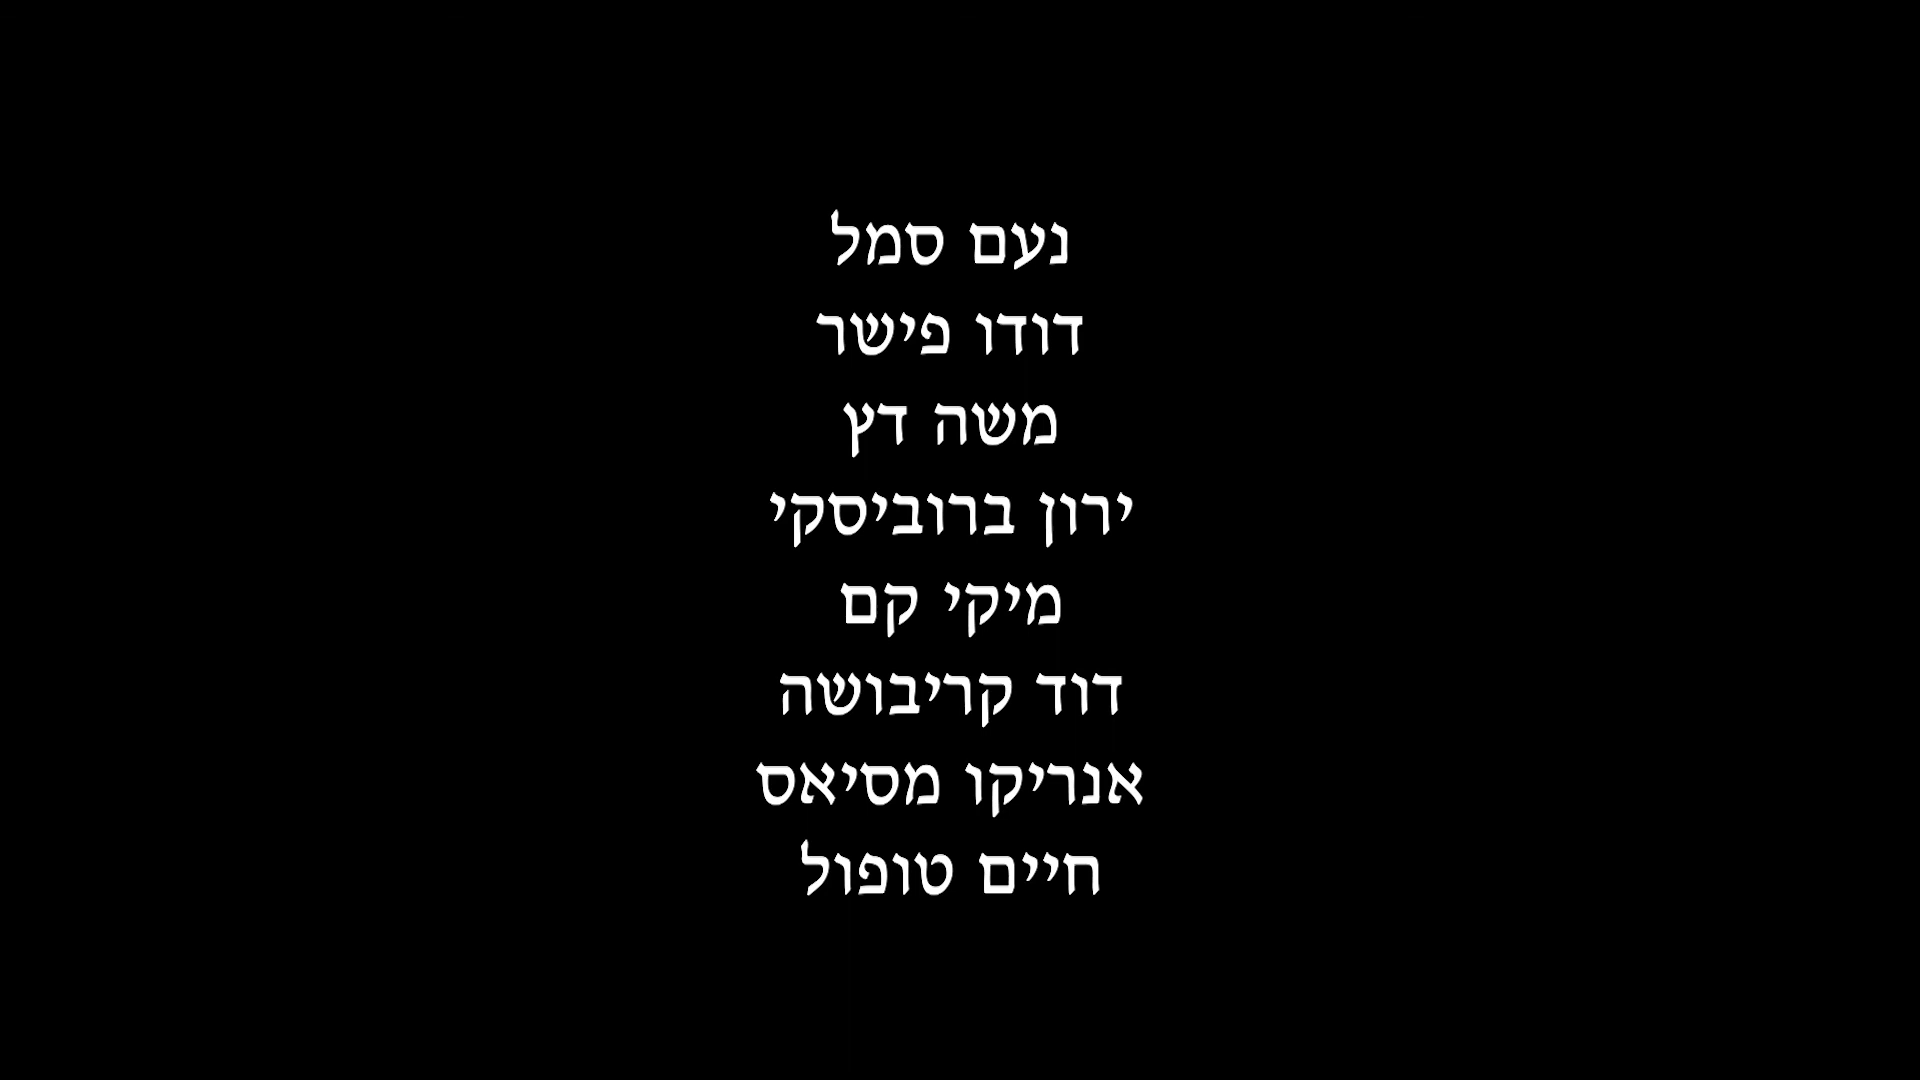 נעם סמל
דודו פישר
משה דץ
ירון ברוביסקי
מיקי קם
דוד קריבושה
אנריקו מסיאס
חיים טופול